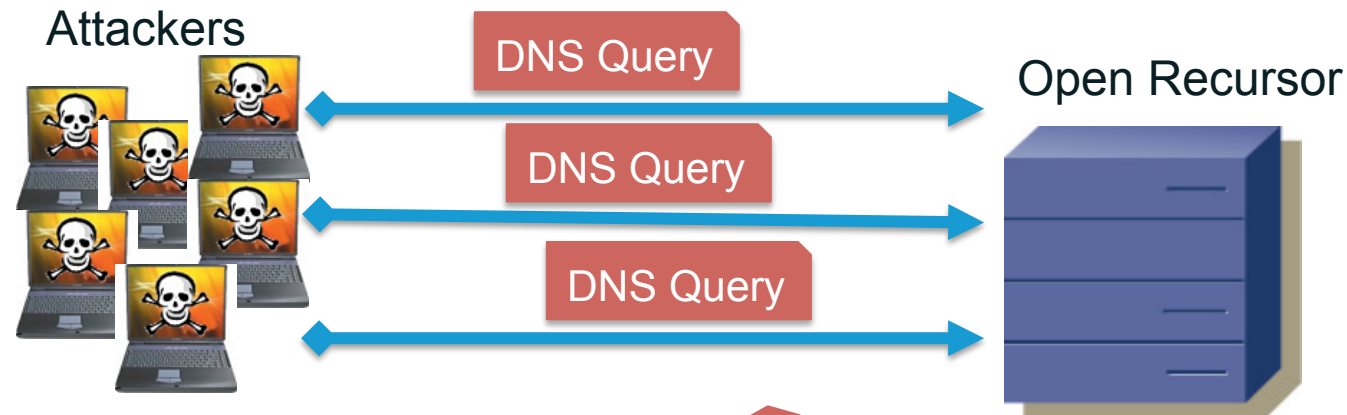 Attackers
DNS Query
Open Recursor
DNS Query
DNS Query